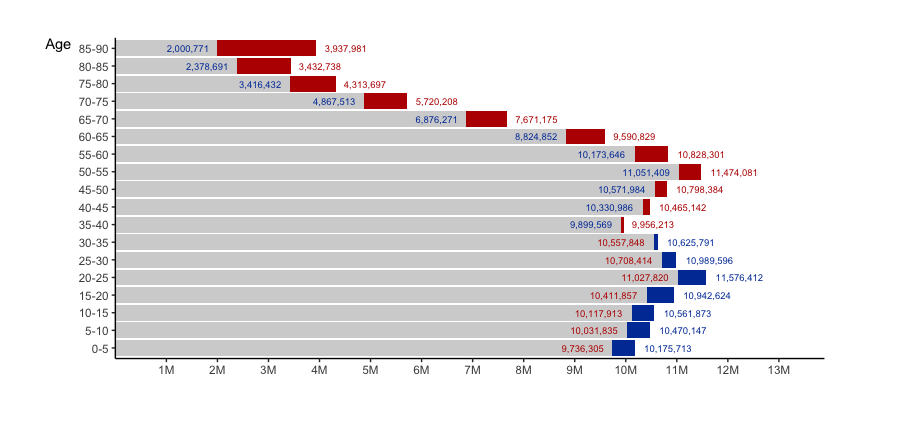 Age
85-90 2,000,771 3,937,981
80-85 2,378,691 3,432,738
75-80 3,416,432 4,313,697
70-75 4,867,513 5,720,208
65-70 6,876,271 7,671,175
60-65 8,824,852 9,590,829
55-60 10,173,646 10,828,301
50-55 11,051,409 11,474,081
45-50 10,571,984 10,798,384
40-45 10,330,986 10,465,142
35-40 9,899,569 9,956,213
30-35 10,557,848 10,625,791
25-30 10,708,414 10,989,596
20-25 11,027,820 11,576,412
15-20 10,411,857 10,942,624
10-15 10,117,913 10,561,873
5-10 10,031,835 10,470,147
0-5 9,736,305 10,175,713
1M 2M 3M 4M 5M 6M 7M 8M 9M 10M 11M 12M 13M